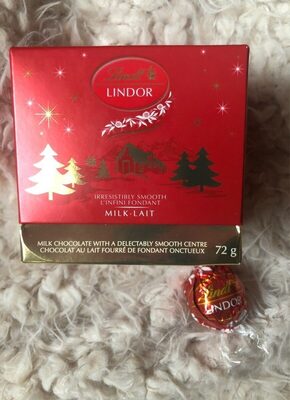 Lindt
LINDOR
IRRESISTIBLY SMOOTH
L'INFINI FONDANT
MILK-LAIT
MILK CHOCOLATE WITH A DELECTABLY SMOOTH CENTRE
CHOCOLAT AU LAIT FOURRÉ DE FONDANT ONCTUEUX
72 g
Lindt
LINDOR